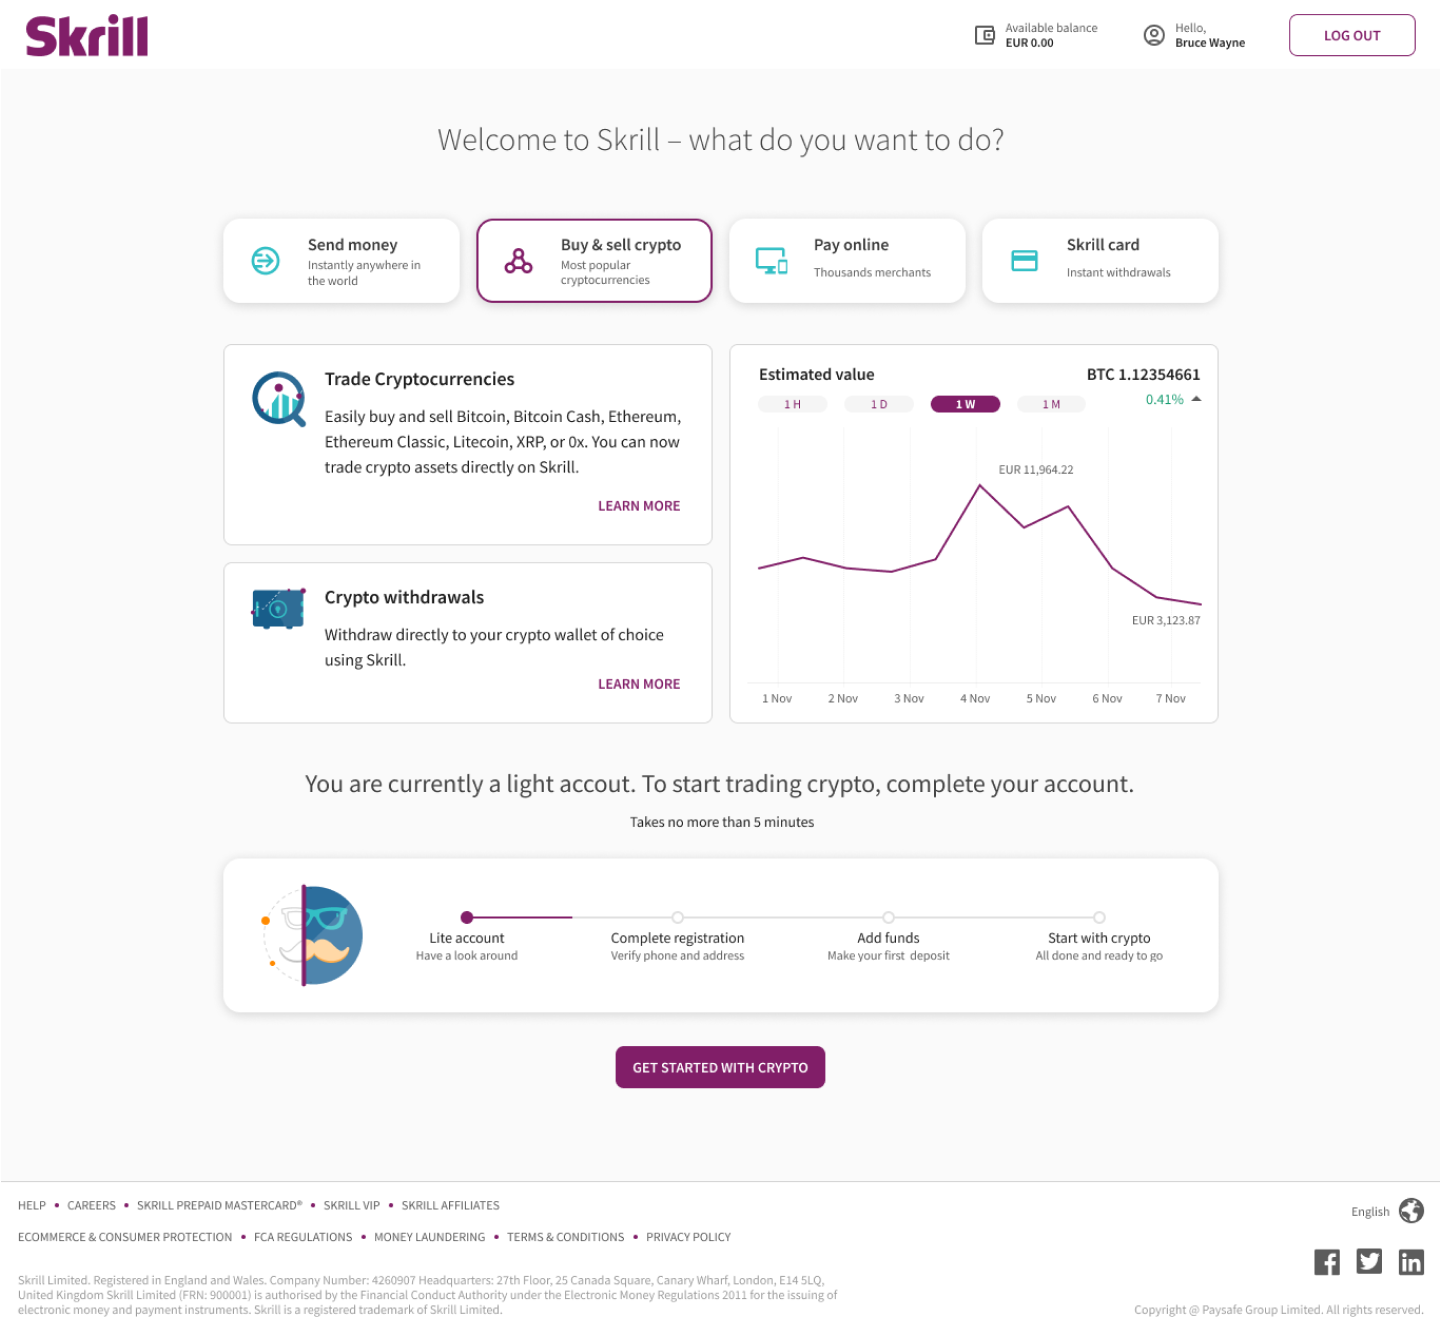 Skrill
Available balance
EUR 0.00
Hello,
Bruce Wayne
LOG OUT
Welcome to Skrill – what do you want to do?
Send money
Instantly anywhere in
the world
Buy & sell crypto
Most popular
cryptocurrencies
Pay online
Thousands merchants
Skrill card
Instant withdrawals
Trade Cryptocurrencies
Easily buy and sell Bitcoin, Bitcoin Cash, Ethereum,
Ethereum Classic, Litecoin, XRP, or 0x. You can now
trade crypto assets directly on Skrill.
LEARN MORE
Crypto withdrawals
Withdraw directly to your crypto wallet of choice
using Skrill.
LEARN MORE
Estimated value
BTC 1.12354661
1 H 1 D 1 W 1 M
0.41%
EUR 11,964.22
EUR 3,123.87
1 Nov 2 Nov 3 Nov 4 Nov 5 Nov 6 Nov 7 Nov
You are currently a light accout. To start trading crypto, complete your account.
Takes no more than 5 minutes
Lite account
Have a look around
Complete registration
Verify phone and address
Add funds
Make your first deposit
Start with crypto
All done and ready to go
GET STARTED WITH CRYPTO
HELP • CAREERS • SKRILL PREPAID MASTERCARD® • SKRILL VIP • SKRILL AFFILIATES
ECOMMERCE & CONSUMER PROTECTION • FCA REGULATIONS • MONEY LAUNDERING • TERMS & CONDITIONS • PRIVACY POLICY
English
Skrill Limited. Registered in England and Wales. Company Number: 4260907 Headquarters: 27th Floor, 25 Canada Square, Canary Wharf, London, E14 5LQ,
United Kingdom Skrill Limited (FRN: 900001) is authorised by the Financial Conduct Authority under the Electronic Money Regulations 2011 for the issuing of
electronic money and payment instruments. Skrill is a registered trademark of Skrill Limited.
Copyright @ Paysafe Group Limited. All rights reserved.